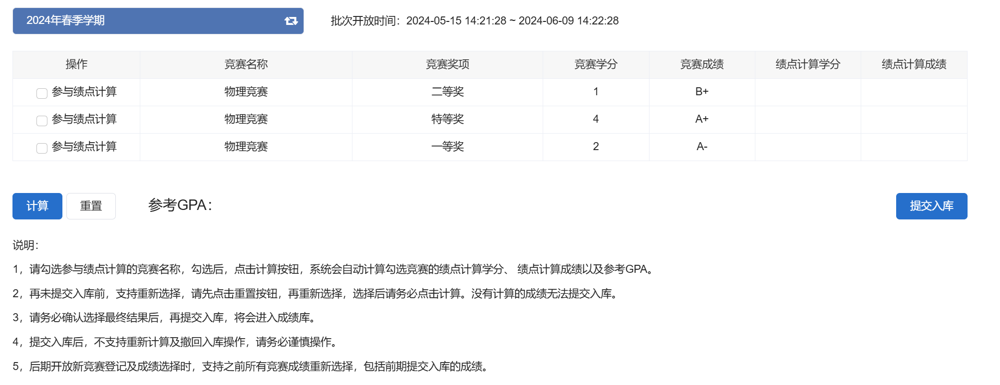 2024年春季学期
批次开放时间：2024-05-15 14:21:28 ~ 2024-06-09 14:22:28
操作 竞赛名称 竞赛奖项 竞赛学分 竞赛成绩 绩点计算学分 绩点计算成绩
参与绩点计算 物理竞赛 二等奖 1 B+
参与绩点计算 物理竞赛 特等奖 4 A+
参与绩点计算 物理竞赛 一等奖 2 A-
计算 重置 参考GPA： 提交入库
说明：
1，请勾选参与绩点计算的竞赛名称，勾选后，点击计算按钮，系统会自动计算勾选竞赛的绩点计算学分、 绩点计算成绩以及参考GPA。
2，再未提交入库前，支持重新选择，请先点击重置按钮，再重新选择，选择后请务必点击计算。没有计算的成绩无法提交入库。
3，请务必确认选择最终结果后，再提交入库，将会进入成绩库。
4，提交入库后，不支持重新计算及撤回入库操作，请务必谨慎操作。
5，后期开放新竞赛登记及成绩选择时，支持之前所有竞赛成绩重新选择，包括前期提交入库的成绩。